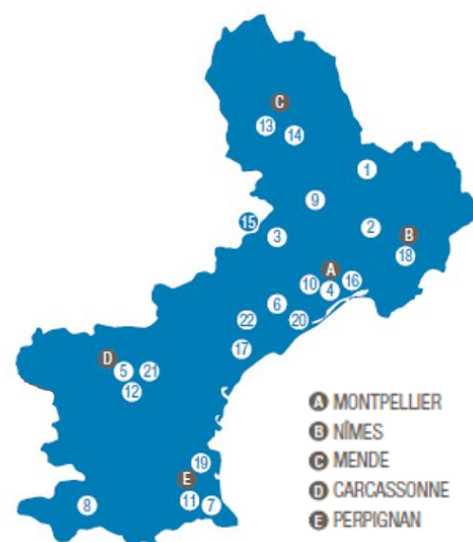 C
13
14
1
9
15
2
3
B
18
A
10
4
16
6
22
20
17
D
5
21
12
19
E
8
11
7
A MONTPELLIER
B NÎMES
C MENDE
D CARCASSONNE
E PERPIGNAN